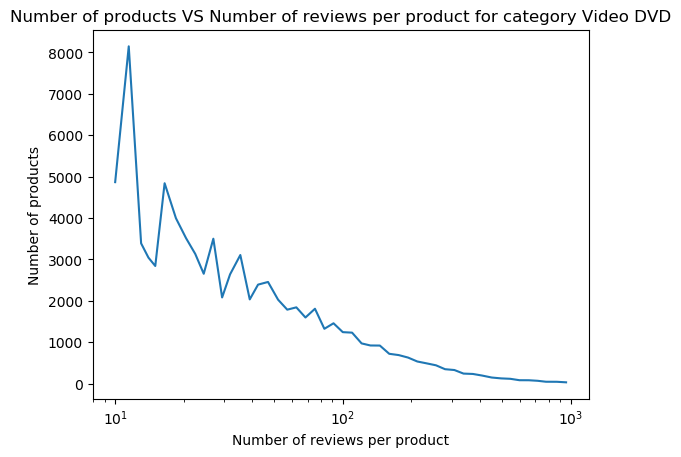 Number of products VS Number of reviews per product for category Video DVD
Number of products
8000
7000
6000
5000
4000
3000
2000
1000
0
10¹ 10² 10³
Number of reviews per product